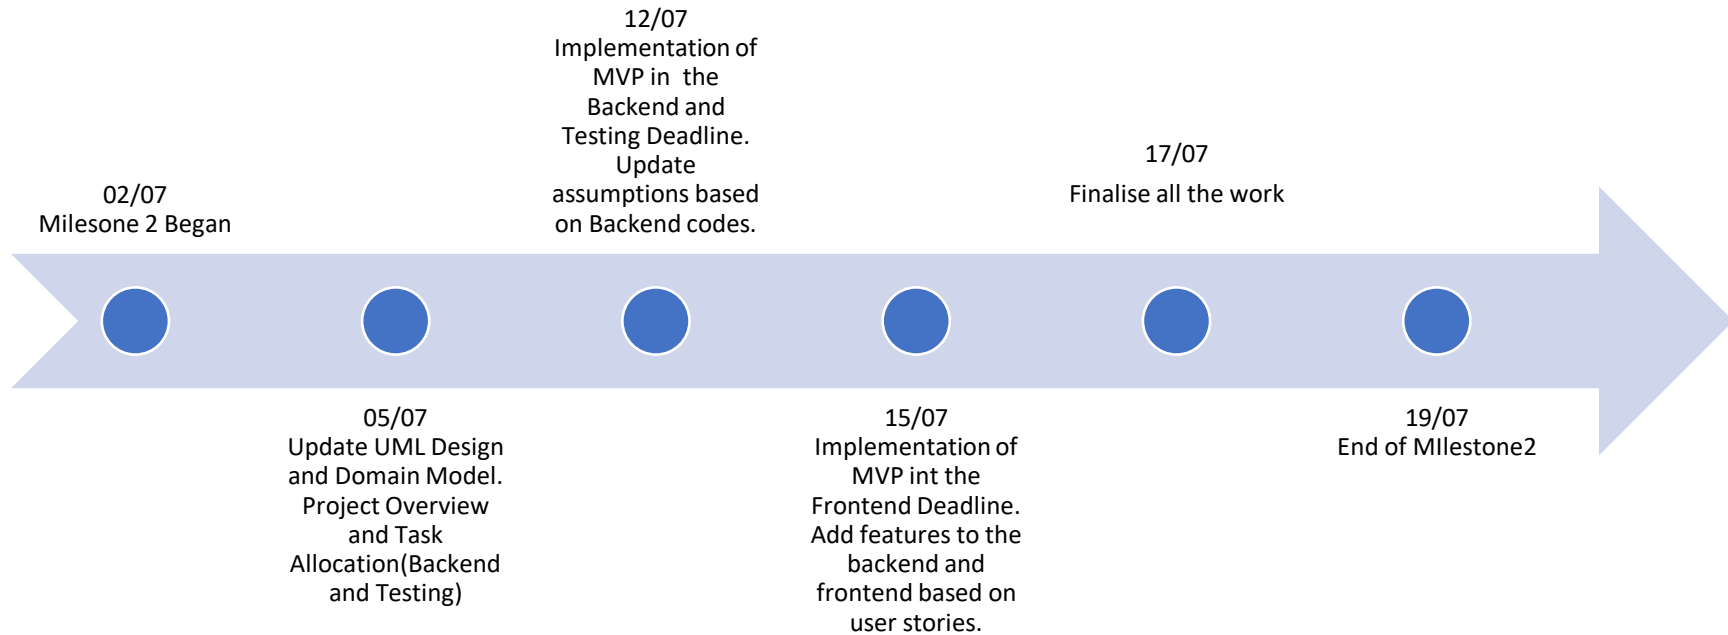 02/07
Milesone 2 Began
05/07
Update UML Design
and Domain Model.
Project Overview
and Task
Allocation(Backend
and Testing)
12/07
Implementation of
MVP in  the
Backend and
Testing Deadline.
Update
assumptions based
on Backend codes.
15/07
Implementation of
MVP int the
Frontend Deadline.
Add features to the
backend and
frontend based on
user stories.
17/07
Finalise all the work
19/07
End of MIlestone2